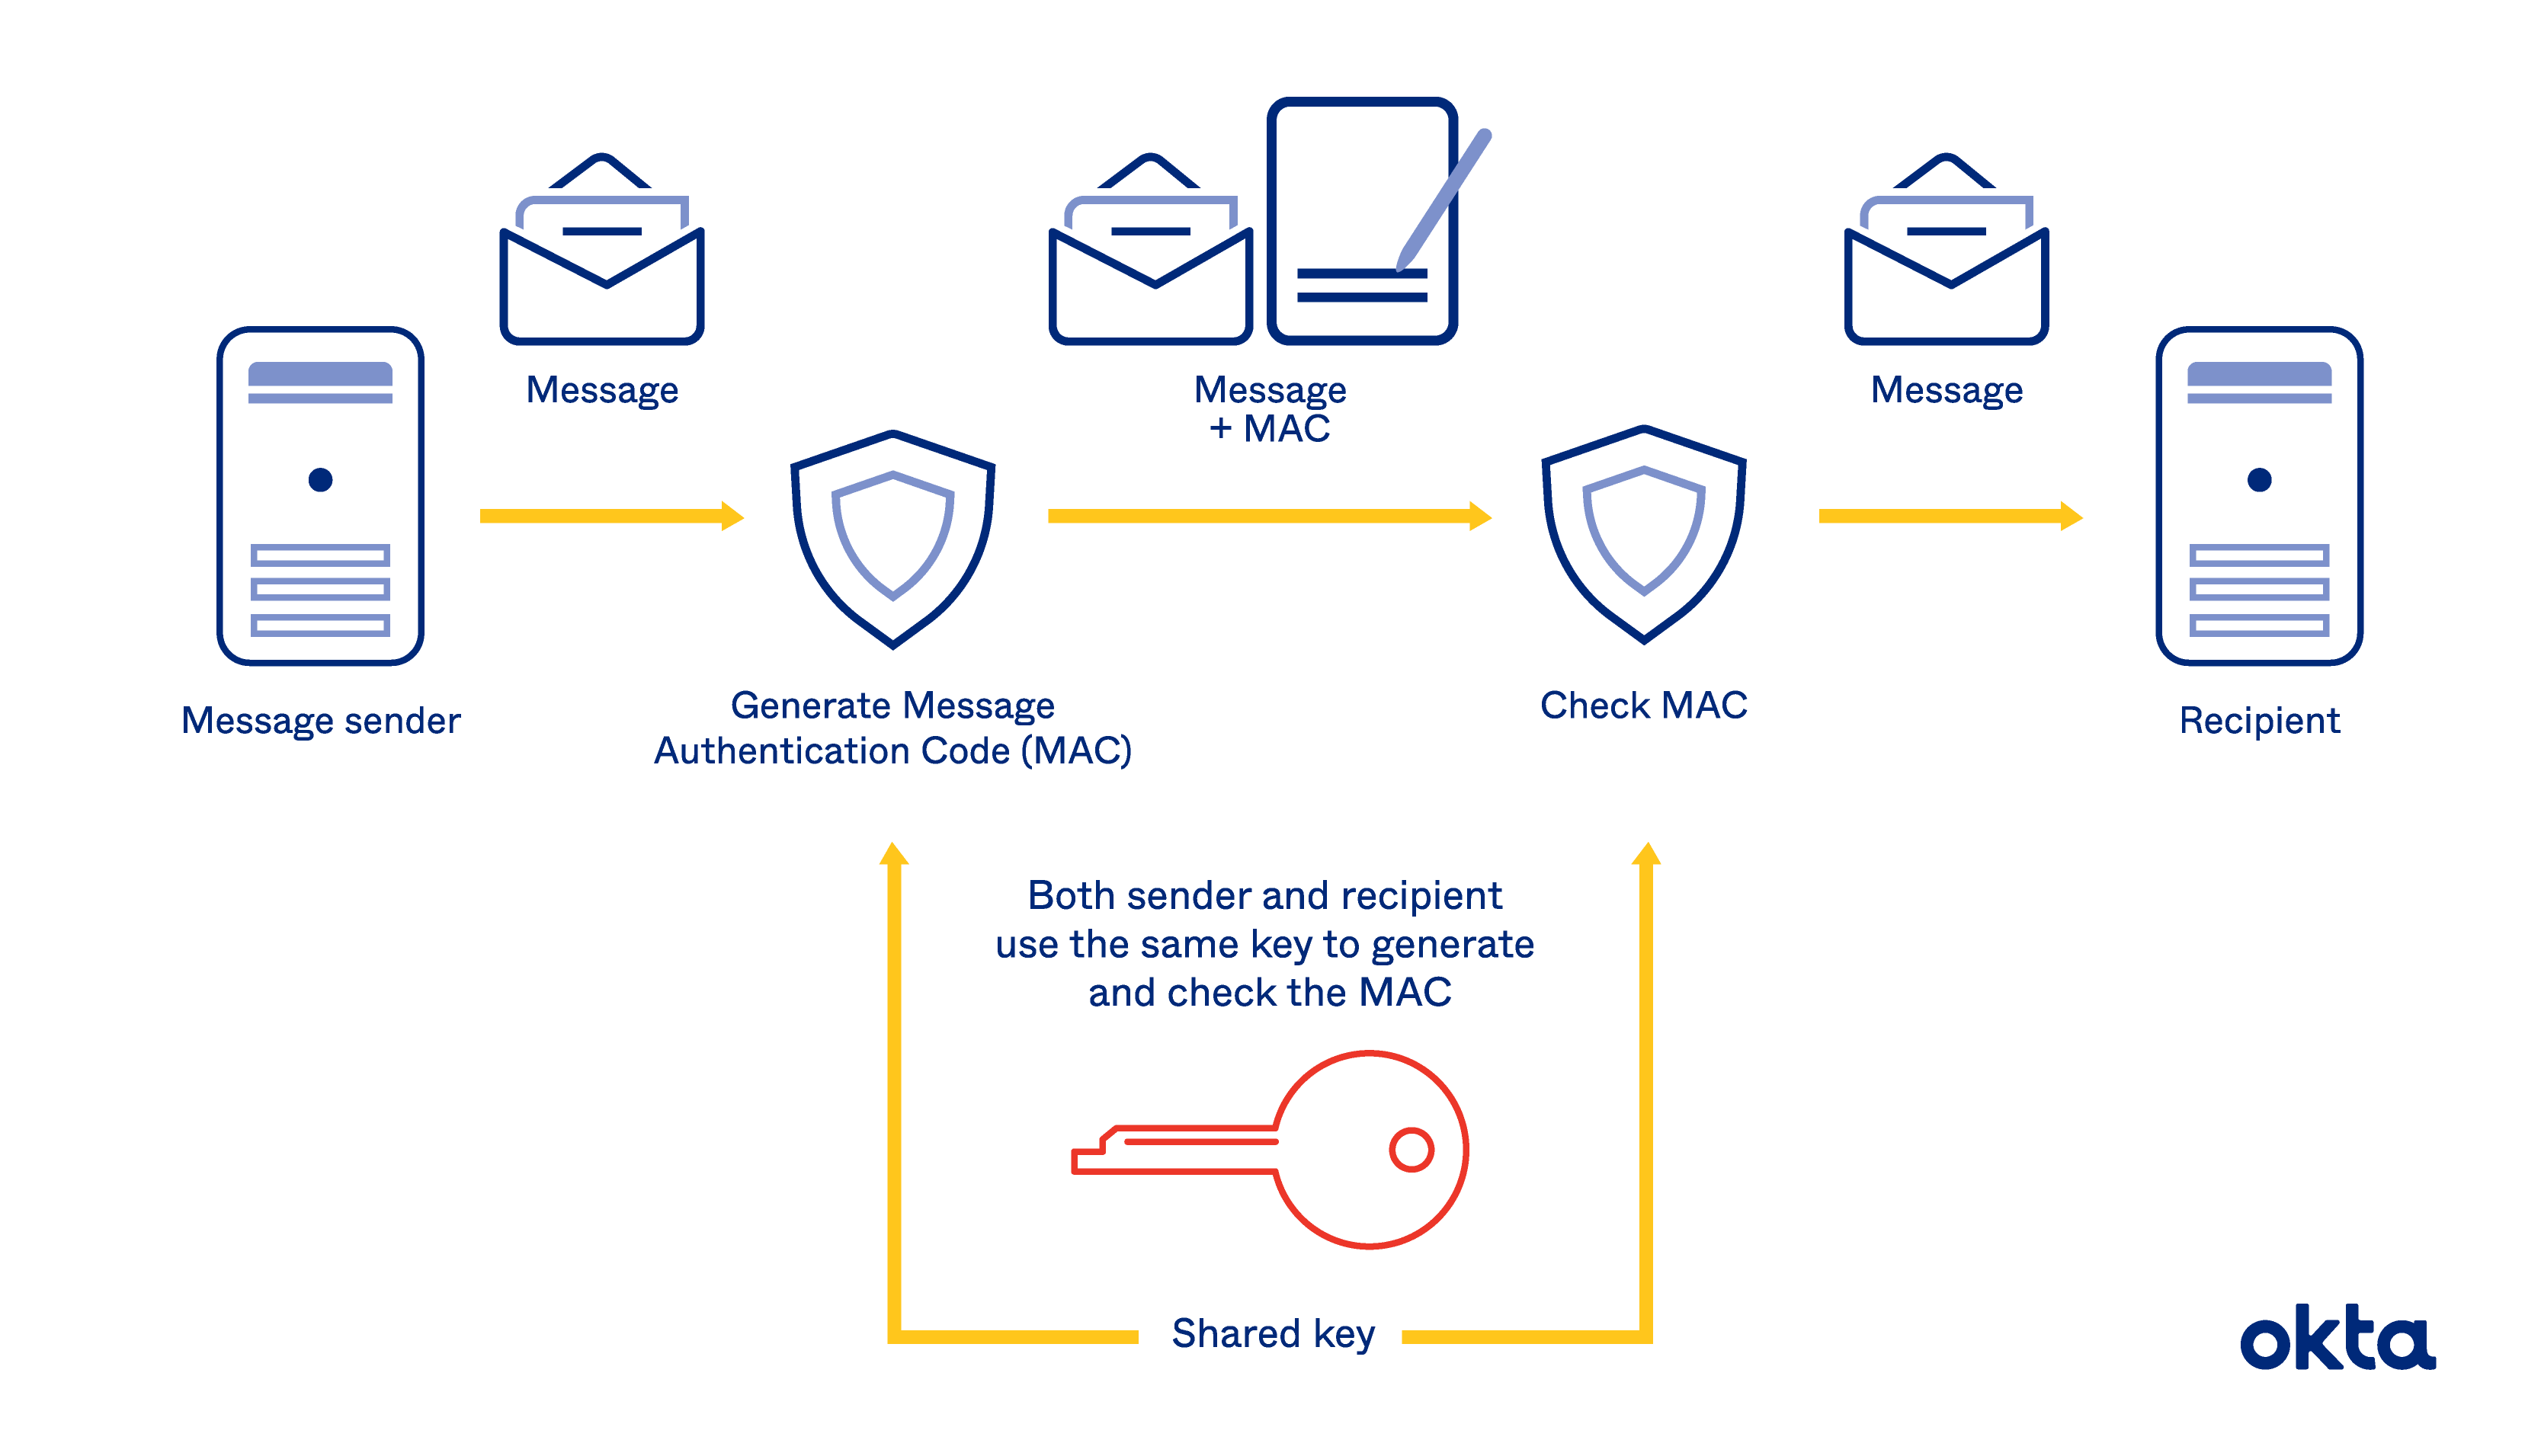 Message
Message
+ MAC
Message
Message sender
Generate Message
Authentication Code (MAC)
Check MAC
Recipient
Both sender and recipient
use the same key to generate
and check the MAC
Shared key
okta